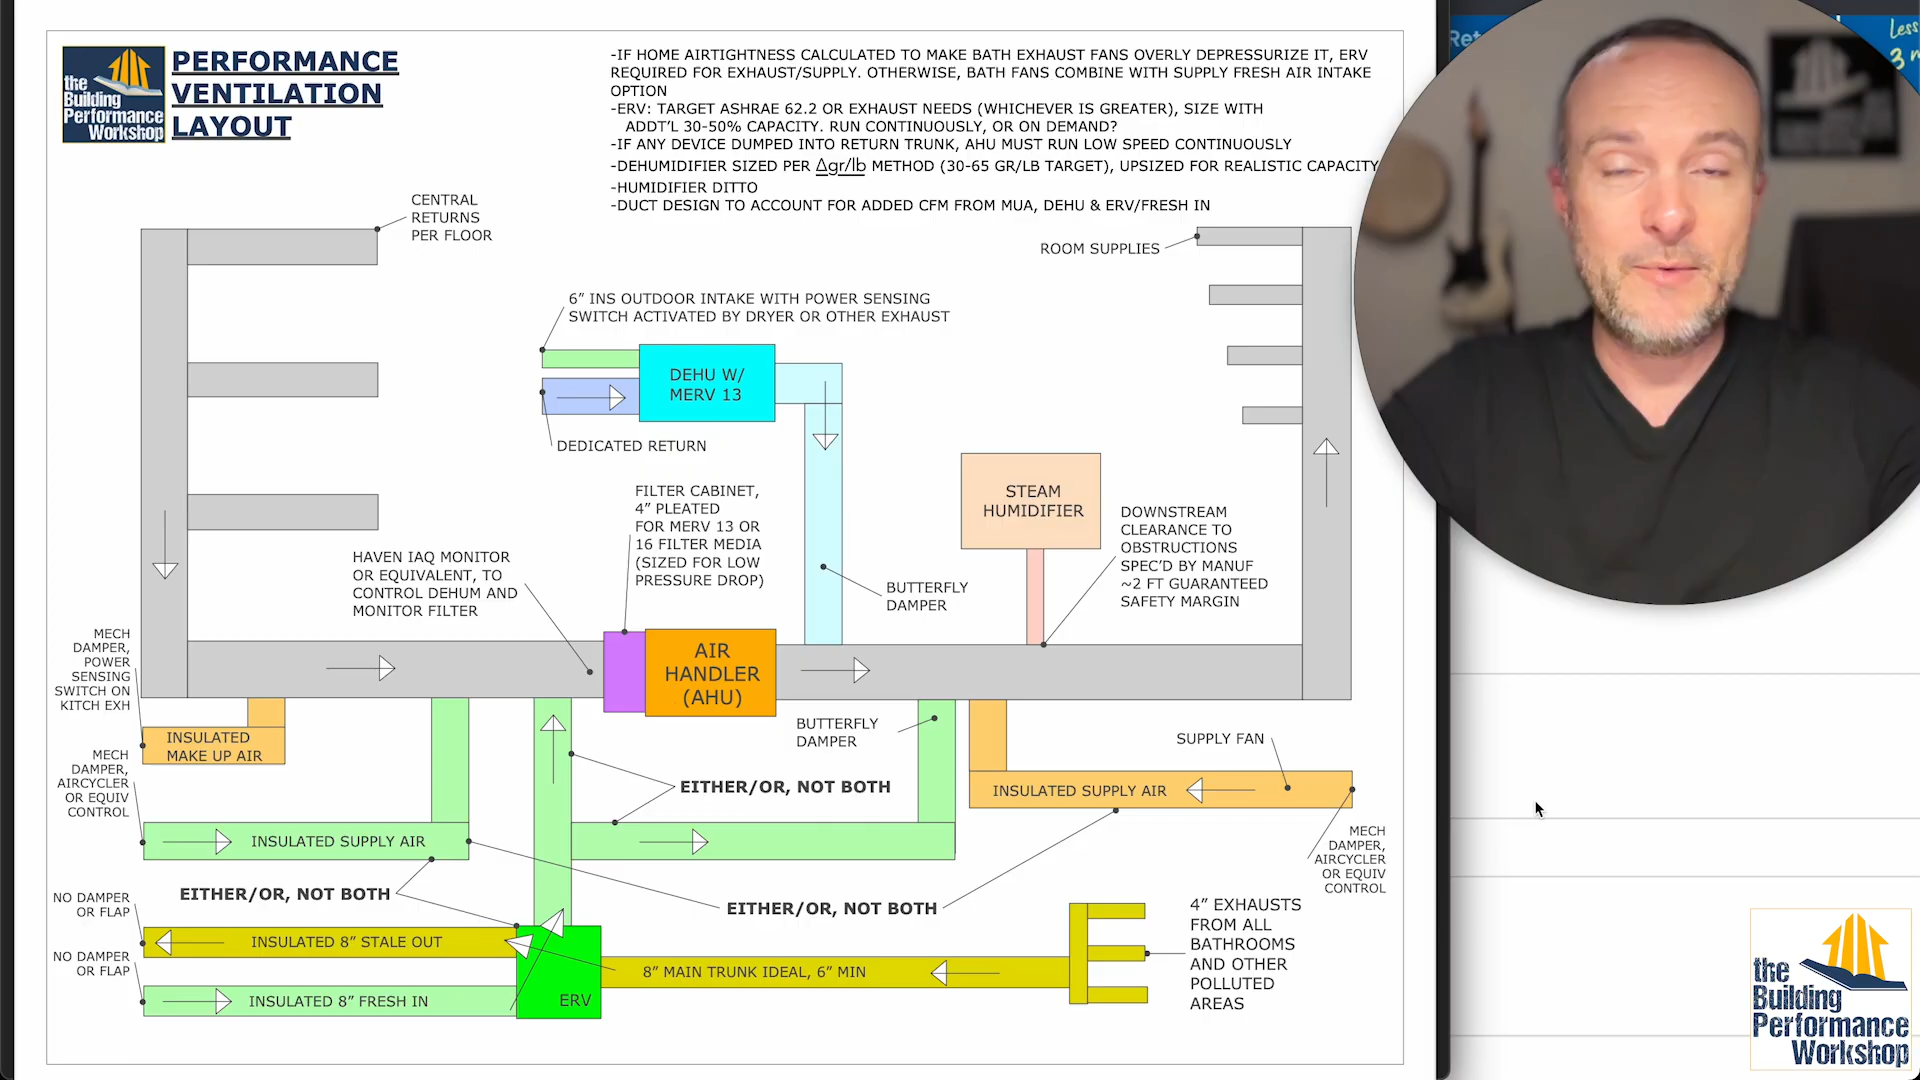 the
Building
Performance
Workshop
PERFORMANCE
VENTILATION
LAYOUT
-IF HOME AIRTIGHTNESS CALCULATED TO MAKE BATH EXHAUST FANS OVERLY DEPRESSURIZE IT, ERV
REQUIRED FOR EXHAUST/SUPPLY. OTHERWISE, BATH FANS COMBINE WITH SUPPLY FRESH AIR INTAKE
OPTION
-ERV: TARGET ASHRAE 62.2 OR EXHAUST NEEDS (WHICHEVER IS GREATER), SIZE WITH
ADDT'L 30-50% CAPACITY. RUN CONTINUOUSLY, OR ON DEMAND?
-IF ANY DEVICE DUMPED INTO RETURN TRUNK, AHU MUST RUN LOW SPEED CONTINUOUSLY
-DEHUMIDIFIER SIZED PER Δgr/lb METHOD (30-65 GR/LB TARGET), UPSIZED FOR REALISTIC CAPACITY
-HUMIDIFIER DITTO
-DUCT DESIGN TO ACCOUNT FOR ADDED CFM FROM MUA, DEHU & ERV/FRESH IN
Less
3
CENTRAL
RETURNS
PER FLOOR
ROOM SUPPLIES
6" INS OUTDOOR INTAKE WITH POWER SENSING
SWITCH ACTIVATED BY DRYER OR OTHER EXHAUST
DEHU W/
MERV 13
DEDICATED RETURN
FILTER CABINET,
4" PLEATED
FOR MERV 13 OR
16 FILTER MEDIA
(SIZED FOR LOW
PRESSURE DROP)
STEAM
HUMIDIFIER
DOWNSTREAM
CLEARANCE TO
OBSTRUCTIONS
SPEC'D BY MANUF
~2 FT GUARANTEED
SAFETY MARGIN
HAVEN IAQ MONITOR
OR EQUIVALENT, TO
CONTROL DEHUM AND
MONITOR FILTER
BUTTERFLY
DAMPER
MECH
DAMPER,
POWER
SENSING
SWITCH ON
KITCH EXH
AIR
HANDLER
(AHU)
INSULATED
MAKE UP AIR
BUTTERFLY
DAMPER
SUPPLY FAN
MECH
DAMPER,
AIRCYCLER
OR EQUIV
CONTROL
EITHER/OR, NOT BOTH
INSULATED SUPPLY AIR
INSULATED SUPPLY AIR
MECH
DAMPER,
AIRCYCLER
OR EQUIV
CONTROL
EITHER/OR, NOT BOTH
EITHER/OR, NOT BOTH
NO DAMPER
OR FLAP
INSULATED 8" STALE OUT
NO DAMPER
OR FLAP
INSULATED 8" FRESH IN
ERV
8" MAIN TRUNK IDEAL, 6" MIN
4" EXHAUSTS
FROM ALL
BATHROOMS
AND OTHER
POLLUTED
AREAS
the
Building
Performance
Workshop